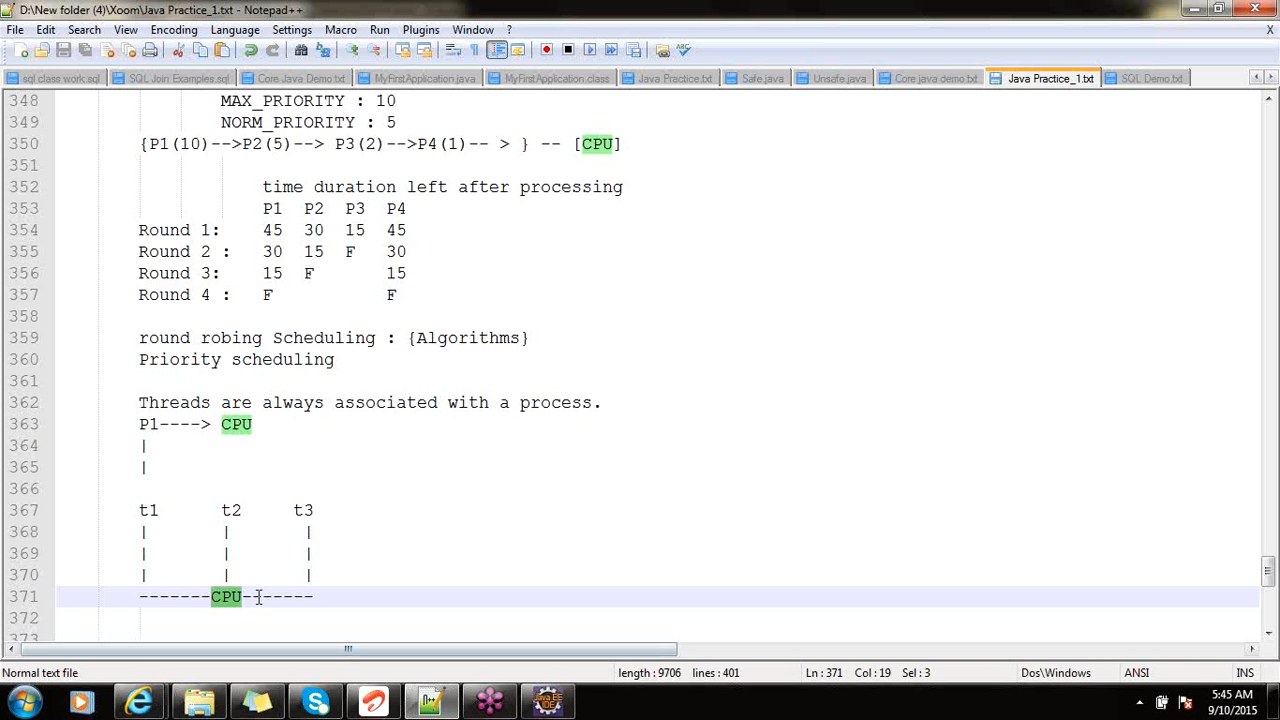 D:\New folder (4)\Xoom\Java Practice_1.txt - Notepad++
File Edit Search View Encoding Language Settings Macro Run Plugins Window ? X
sql class work.sql SQL Join Examples.sql Core Java Demo.txt MyFirstApplication.java MyFirstApplication.class Java Practice.txt Safe.java Unsafe.java Core java demo.txt Java Practice_1.txt SQL Demo.txt
348 MAX_PRIORITY : 10
349 NORM_PRIORITY : 5
350 {P1(10)-->P2(5)--> P3(2)-->P4(1)-- > } -- [CPU]
351
352 time duration left after processing
353 P1 P2 P3 P4
354 Round 1: 45 30 15 45
355 Round 2 : 30 15 F 30
356 Round 3: 15 F 15
357 Round 4 : F F
358
359 round robing Scheduling : {Algorithms}
360 Priority scheduling
361
362 Threads are always associated with a process.
363 P1----> CPU
364 |
365 |
366
367 t1 t2 t3
368 | | |
369 | | |
370 | | |
371 -------CPU-------
372
373
Normal text file length : 9706 lines : 401 Ln : 371 Col : 19 Sel : 3 Dos\Windows ANSI INS
Java EE IDE
5:45 AM
9/10/2015